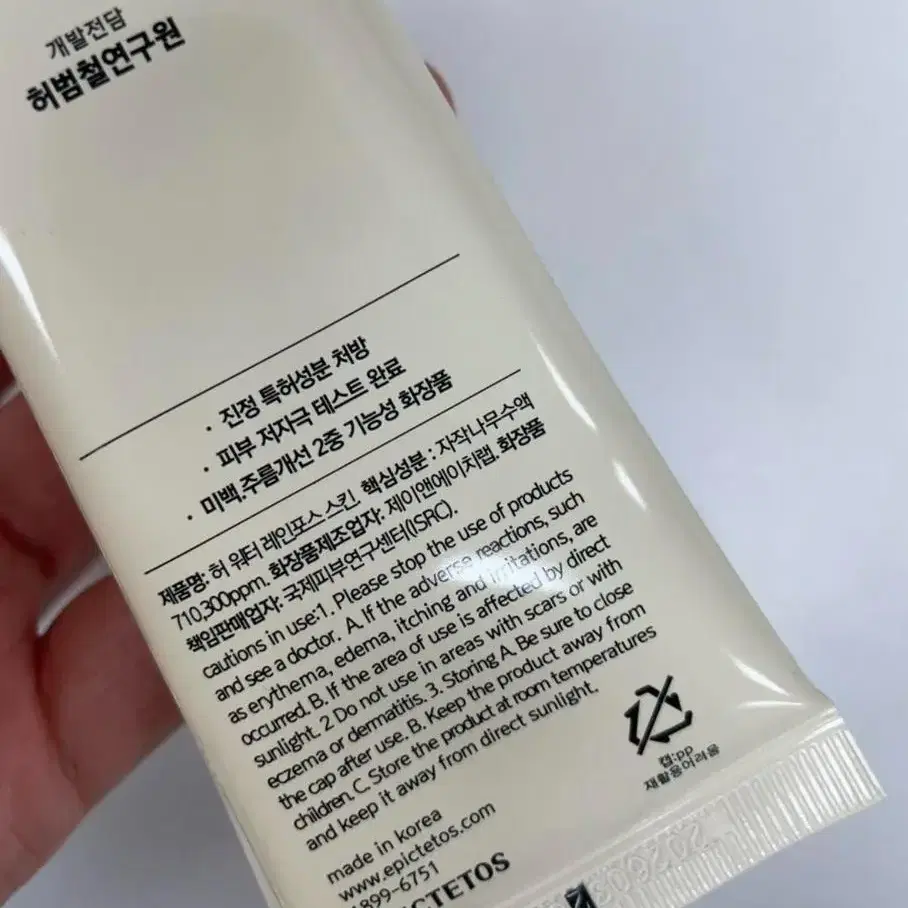 개발전담
허범철연구원
· 진정 특허성분 처방
· 피부 저자극 테스트 완료
· 미백.주름개선 2중 기능성 화장품
제품명: 허 워터 레인포스 스킨. 핵심성분 : 자작나무수액
710,300ppm. 화장품제조업자: 제이앤에이치랩. 화장품
책임판매업자: 국제피부연구센터(ISRC).
cautions in use:1. Please stop the use of products
and see a doctor. A. If the adverse reactions, such
as erythema, edema, itching and irritations, are
occurred. B. If the area of use is affected by direct
sunlight. 2 Do not use in areas with scars or with
eczema or dermatitis. 3. Storing A. Be sure to close
the cap after use. B. Keep the product away from
children. C. Store the product at room temperatures
and keep it away from direct sunlight.
캡:PP
재활용어려움
made in korea
www.epictetos.com
1899-6751